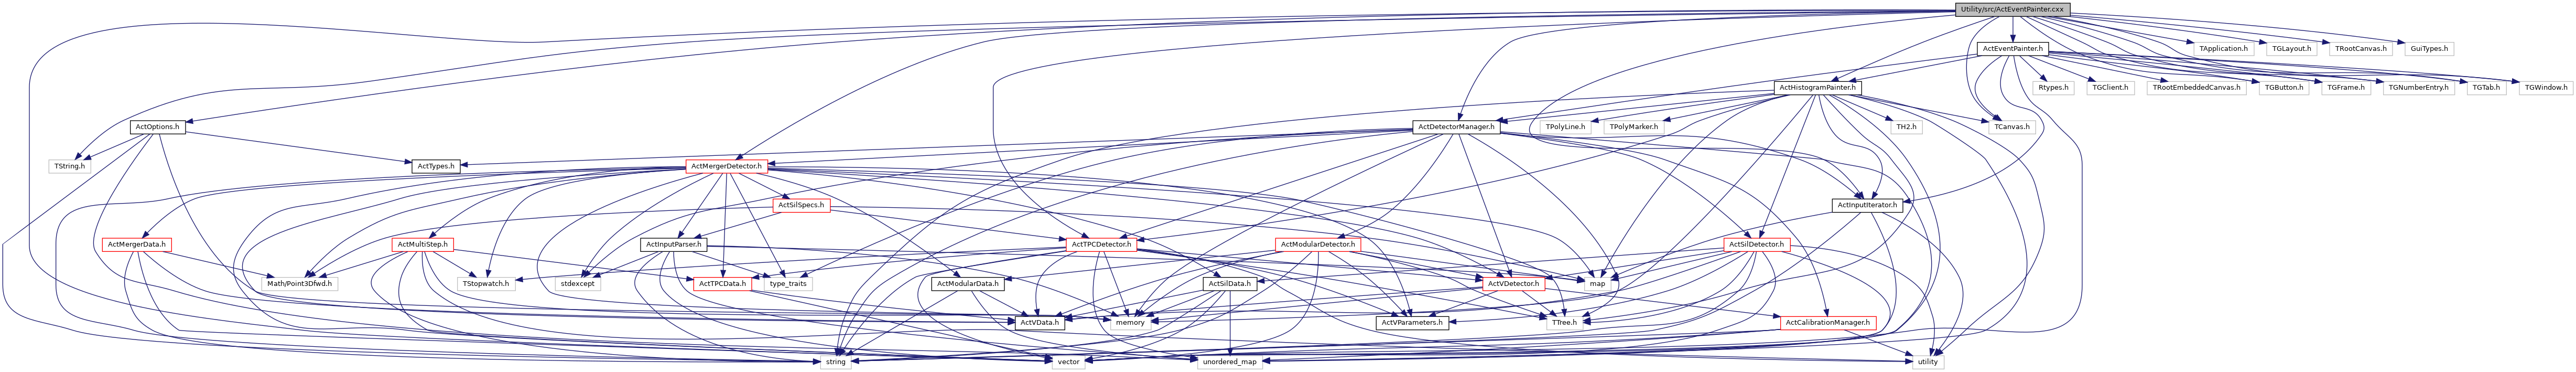 Utility/src/ActEventPainter.cxx
ActEventPainter.h
TApplication.h
TGLayout.h
TRootCanvas.h
GuiTypes.h
ActHistogramPainter.h
Rtypes.h
TGClient.h
TRootEmbeddedCanvas.h
TGButton.h
TGFrame.h
TGNumberEntry.h
TGTab.h
TGWindow.h
ActOptions.h
ActDetectorManager.h
TPolyLine.h
TPolyMarker.h
TH2.h
TCanvas.h
TString.h
ActTypes.h
ActMergerDetector.h
ActSilSpecs.h
ActInputIterator.h
ActMergerData.h
ActMultiStep.h
ActInputParser.h
ActTPCDetector.h
ActModularDetector.h
ActSilDetector.h
Math/Point3Dfwd.h
TStopwatch.h
stdexcept
ActTPCData.h
type_traits
ActModularData.h
ActSilData.h
ActVDetector.h
map
ActVData.h
memory
ActVParameters.h
TTree.h
ActCalibrationManager.h
string
vector
unordered_map
utility